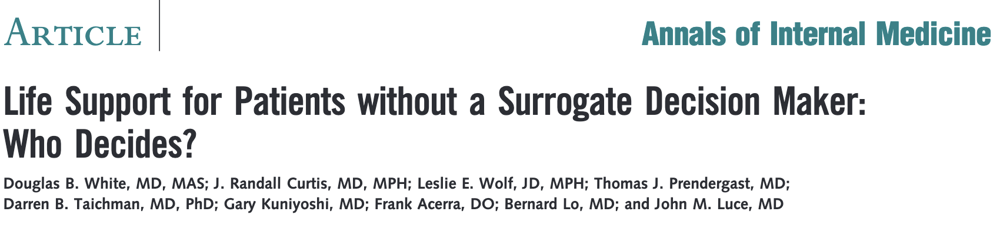 ARTICLE
Annals of Internal Medicine
Life Support for Patients without a Surrogate Decision Maker:
Who Decides?
Douglas B. White, MD, MAS; J. Randall Curtis, MD, MPH; Leslie E. Wolf, JD, MPH; Thomas J. Prendergast, MD;
Darren B. Taichman, MD, PhD; Gary Kuniyoshi, MD; Frank Acerra, DO; Bernard Lo, MD; and John M. Luce, MD